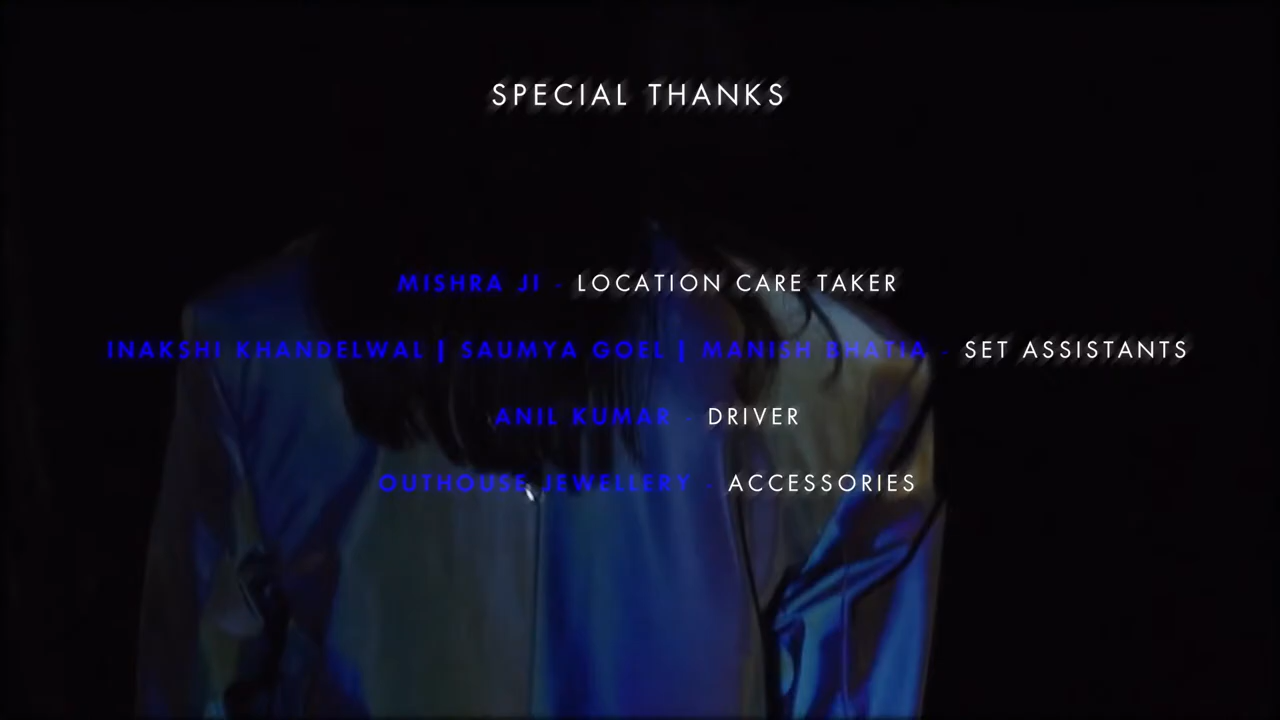 SPECIAL THANKS
MISHRA JI - LOCATION CARE TAKER
INAKSHI KHANDELWAL | SAUMYA GOEL | MANISH BHATIA - SET ASSISTANTS
ANIL KUMAR - DRIVER
OUTHOUSE JEWELLERY - ACCESSORIES